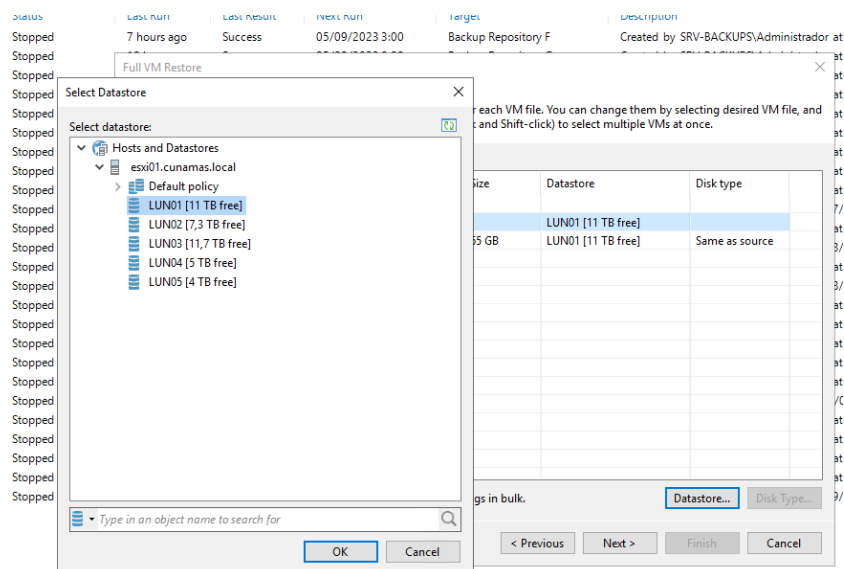 Status Last Run Last Result Next Run Target Description
Stopped 7 hours ago Success 05/09/2023 3:00 Backup Repository F Created by SRV-BACKUPS\Administrador at
Stopped
Full VM Restore
Stopped
Select Datastore
Stopped
r each VM file. You can change them by selecting desired VM file, and
Stopped
Select datastore:
k and Shift-click) to select multiple VMs at once.
Stopped
Hosts and Datastores
Stopped
esxi01.cunamas.local
Stopped
Default policy
Size Datastore Disk type
Stopped
LUN01 [11 TB free]
Stopped
LUN02 [7,3 TB free]
LUN01 [11 TB free]
Stopped
LUN03 [11,7 TB free]
55 GB LUN01 [11 TB free] Same as source
Stopped
LUN04 [5 TB free]
Stopped
LUN05 [4 TB free]
Stopped
Stopped
Stopped
Stopped
Stopped
Stopped
Stopped
Stopped
Stopped
Stopped
Stopped
Stopped
gs in bulk.
Datastore... Disk Type...
Type in an object name to search for
OK Cancel
< Previous Next > Finish Cancel